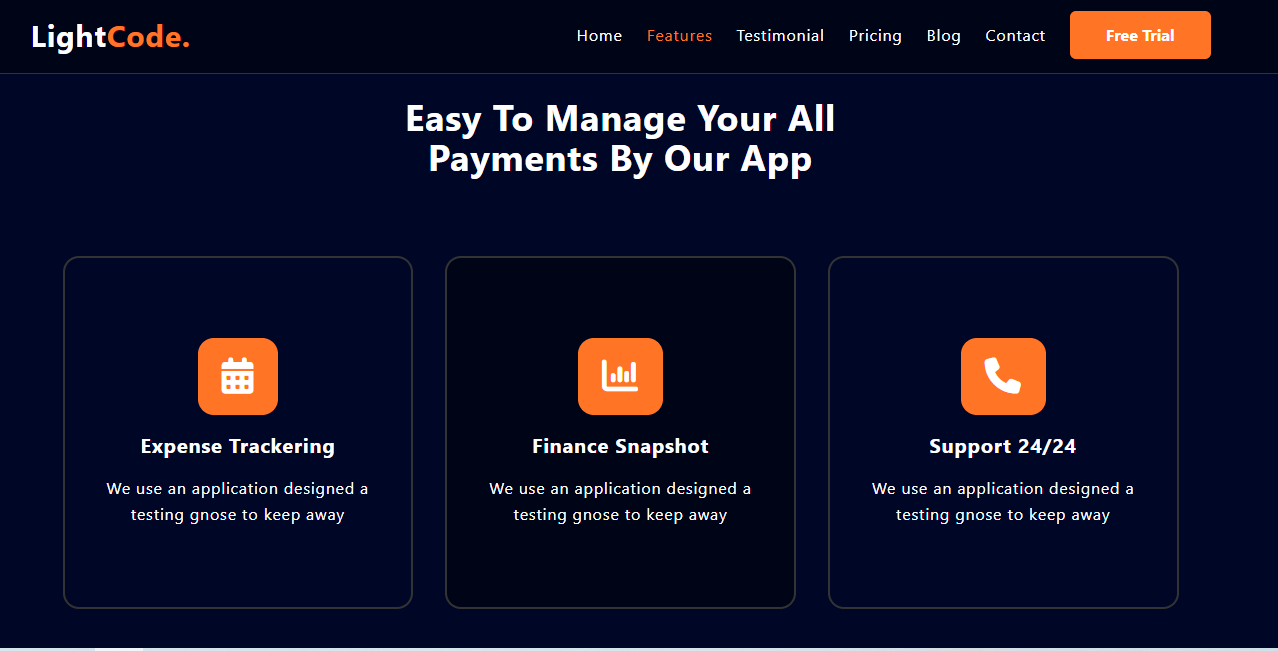 LightCode.
Home Features Testimonial Pricing Blog Contact Free Trial
Easy To Manage Your All
Payments By Our App
Expense Trackering
We use an application designed a
testing gnose to keep away
Finance Snapshot
We use an application designed a
testing gnose to keep away
Support 24/24
We use an application designed a
testing gnose to keep away